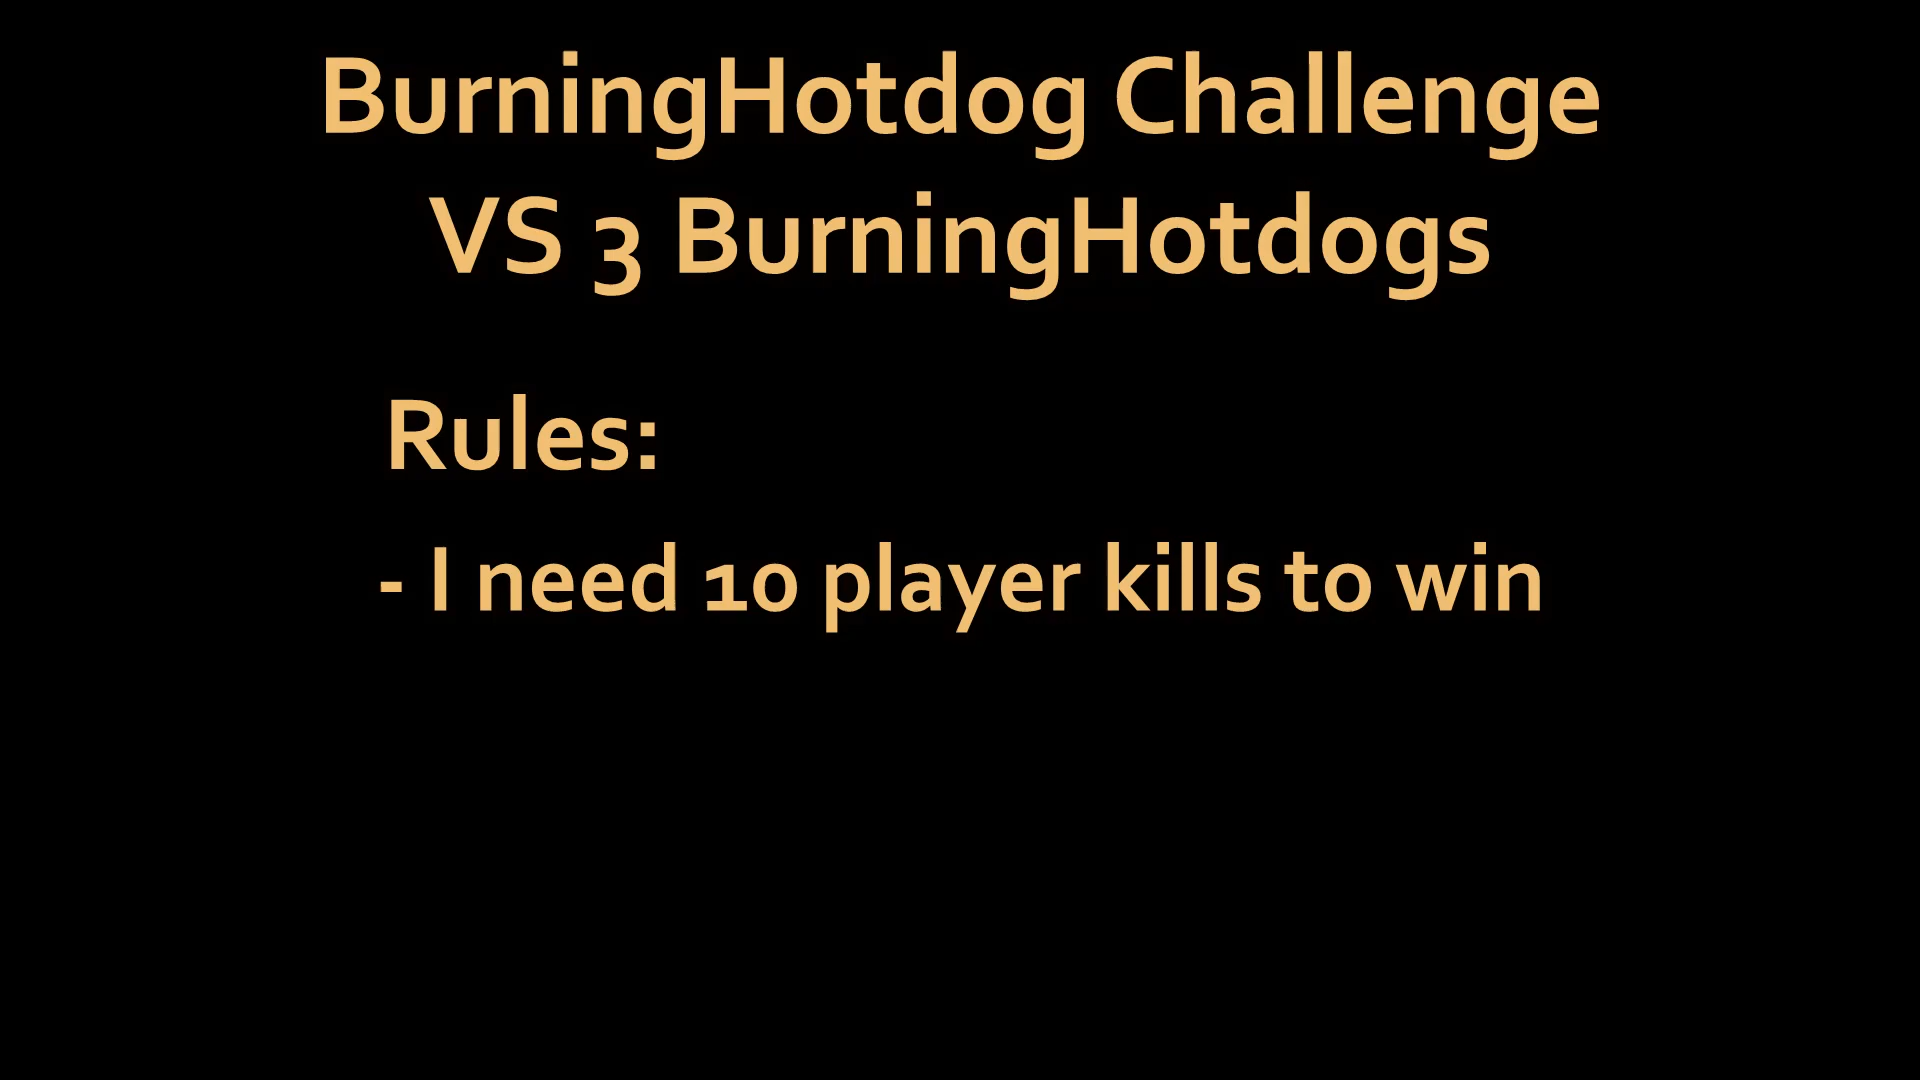 BurningHotdog Challenge
VS 3 BurningHotdogs
Rules:
- I need 10 player kills to win